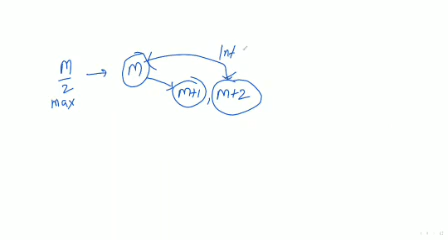 Int
M/2 → m
m+1, m+2
max